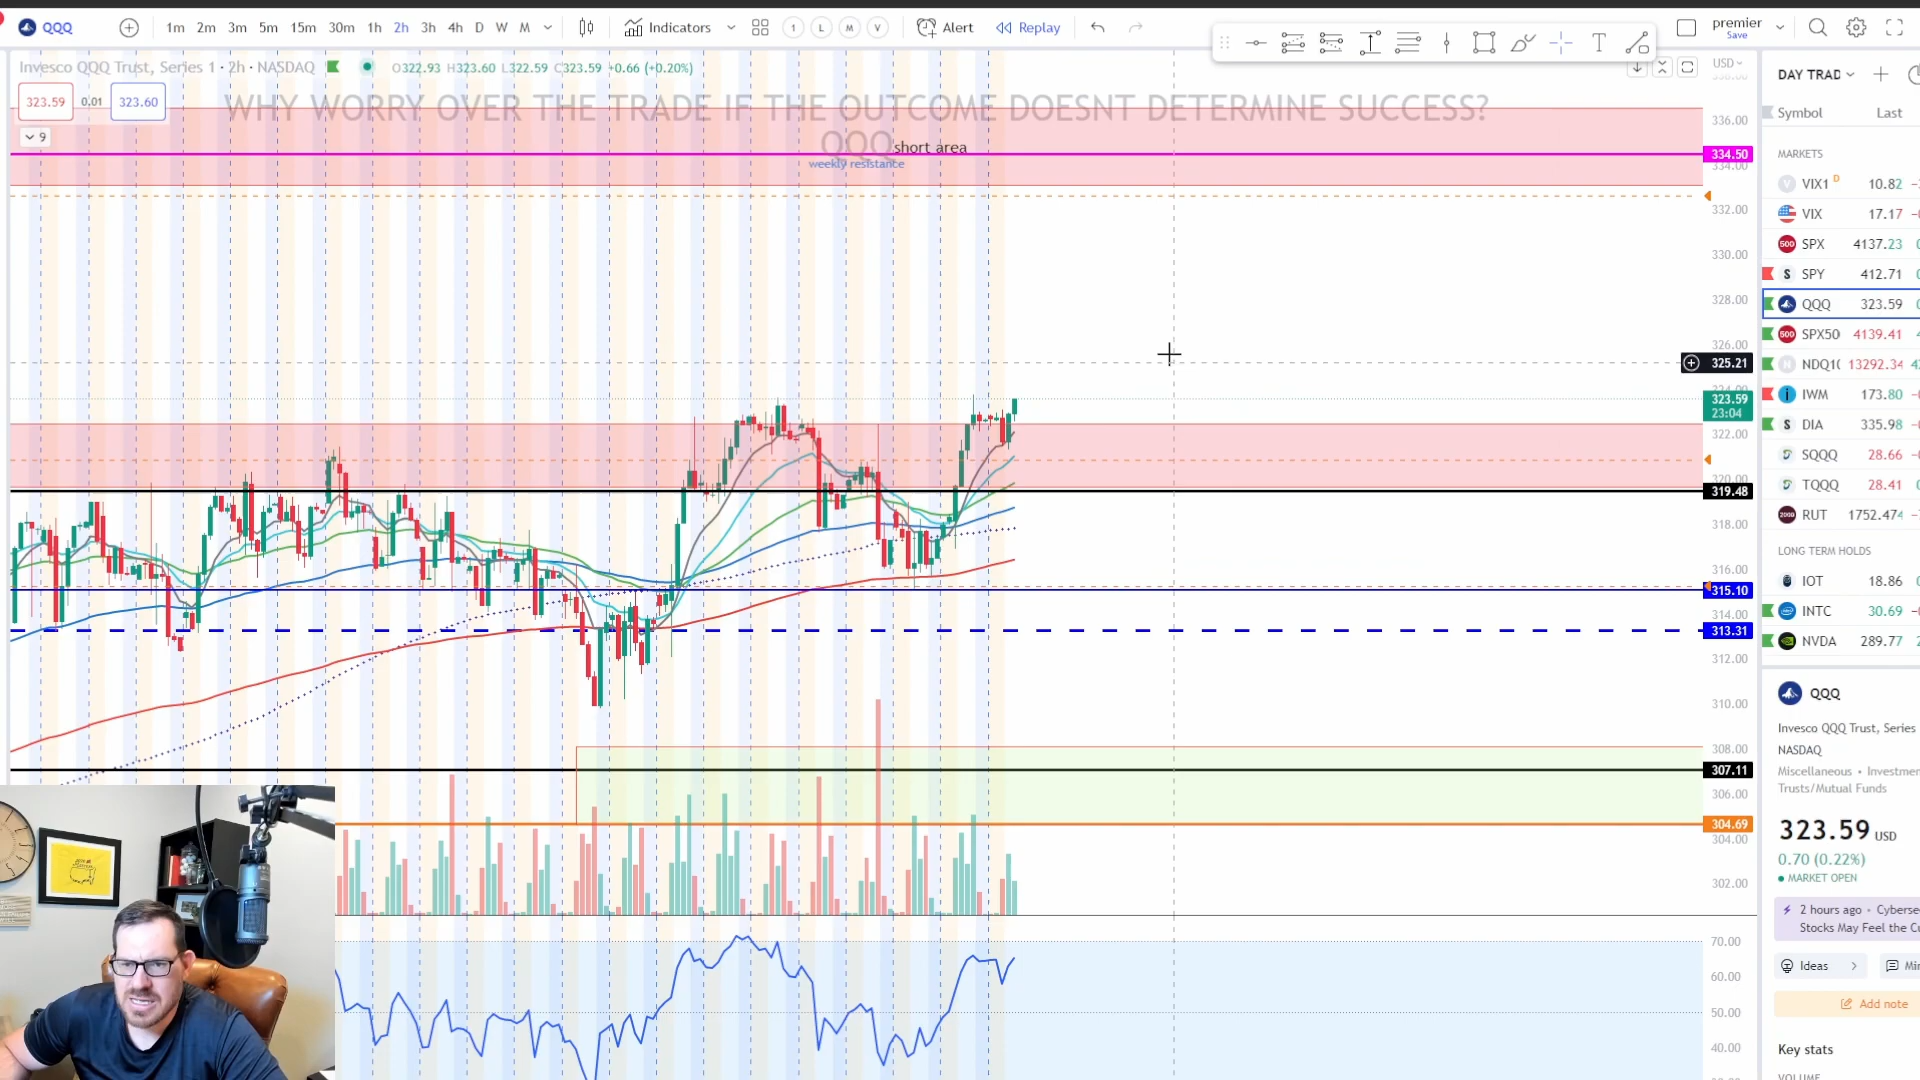 QQQ
1m 2m 3m 5m 15m 30m 1h 2h 3h 4h D W M
Indicators
1 L M V
Alert
Replay
premier
Save
Invesco QQQ Trust, Series 1 · 2h · NASDAQ
O322.93 H323.60 L322.59 C323.59 +0.66 (+0.20%)
323.59 0.01 323.60
9
WHY WORRY OVER THE TRADE IF THE OUTCOME DOESNT DETERMINE SUCCESS?
QQQ
short area
weekly resistance
USD
338.00
336.00
334.50
334.00
332.00
330.00
328.00
326.00
325.21
324.00
323.59
23:04
322.00
320.00
319.48
318.00
316.00
315.10
314.00
313.31
312.00
310.00
308.00
307.11
306.00
304.69
304.00
302.00
70.00
60.00
50.00
40.00
DAY TRAD
Symbol Last
MARKETS
VIX1 D 10.82
VIX 17.17
500 SPX 4137.23
S SPY 412.71
QQQ 323.59
500 SPX50 4139.41
N NDQ10 13292.34
IWM 173.80
S DIA 335.98
SQQQ 28.66
TQQQ 28.41
2000 RUT 1752.474
LONG TERM HOLDS
IOT 18.86
INTC 30.69
NVDA 289.77
QQQ
Invesco QQQ Trust, Series
NASDAQ
Miscellaneous • Investmen
Trusts/Mutual Funds
323.59 USD
0.70 (0.22%)
MARKET OPEN
2 hours ago • Cyberse
Stocks May Feel the Cu
Ideas
Add note
Key stats
VOLUME